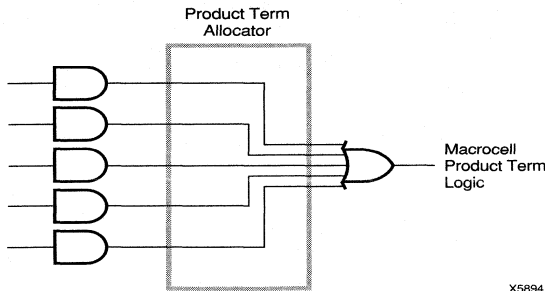 Product Term
Allocator
Macrocell
Product Term
Logic
X5894